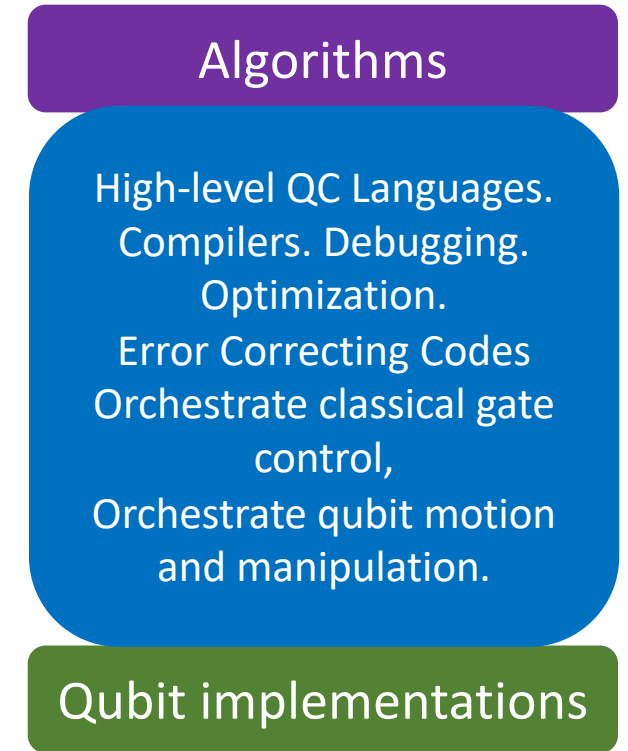 Algorithms
High-level QC Languages.
Compilers. Debugging.
Optimization.
Error Correcting Codes
Orchestrate classical gate
control,
Orchestrate qubit motion
and manipulation.
Qubit implementations